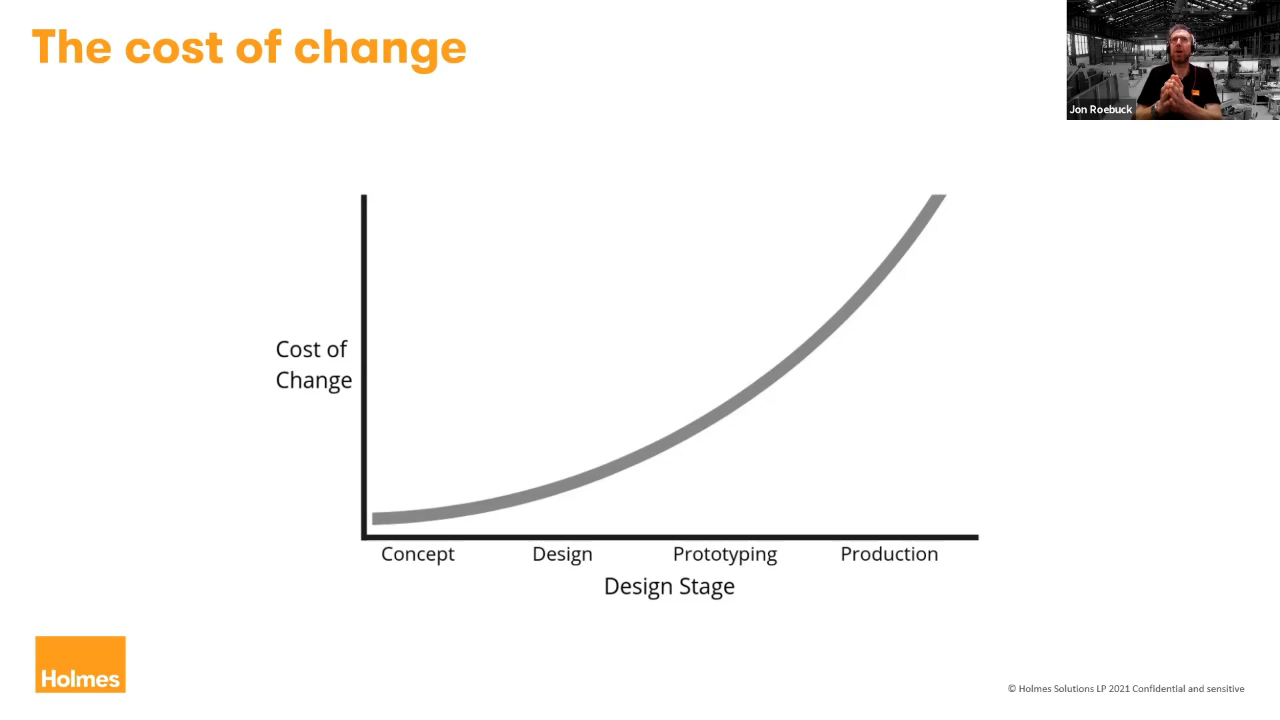 The cost of change
Jon Roebuck
Cost of
Change
Concept
Design
Prototyping
Production
Design Stage
Holmes
© Holmes Solutions LP 2021 Confidential and sensitive